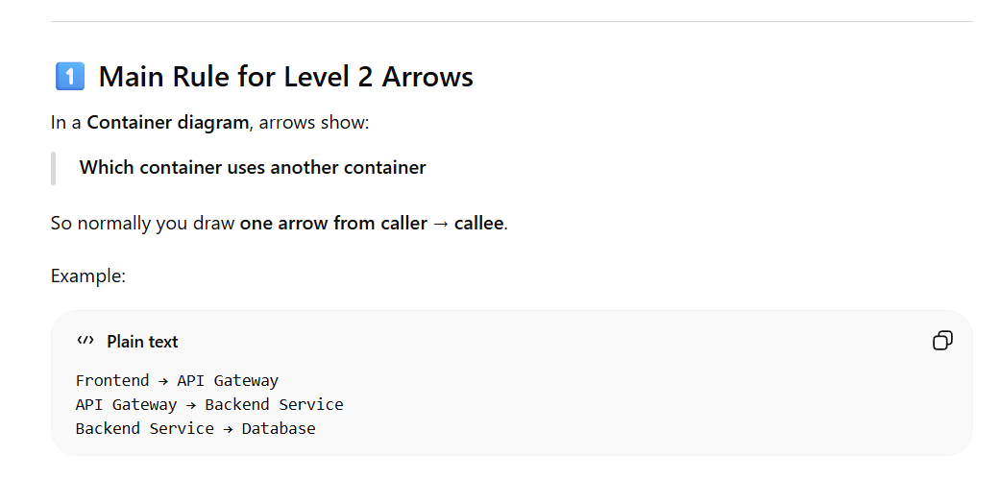 1️⃣ Main Rule for Level 2 Arrows
In a Container diagram, arrows show:
Which container uses another container
So normally you draw one arrow from caller → callee.
Example:
</> Plain text
Frontend → API Gateway
API Gateway → Backend Service
Backend Service → Database